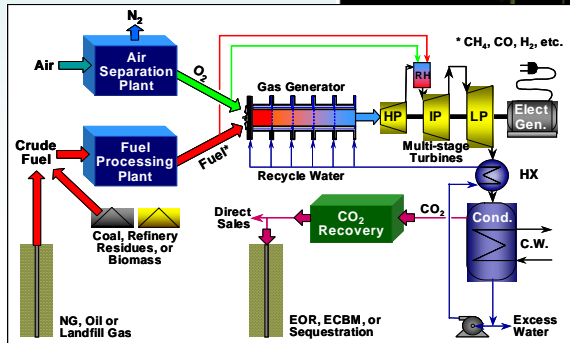 N2
* CH4, CO, H2, etc.
Air
Air
Separation
Plant
O2
Gas Generator
RH
HP
IP
LP
Elect
Gen.
Multi-stage
Turbines
Crude
Fuel
Fuel
Processing
Plant
Fuel*
Recycle Water
HX
Coal, Refinery
Residues, or
Biomass
Direct
Sales
CO2
Recovery
CO2
Cond.
C.W.
NG, Oil or
Landfill Gas
EOR, ECBM, or
Sequestration
Excess
Water